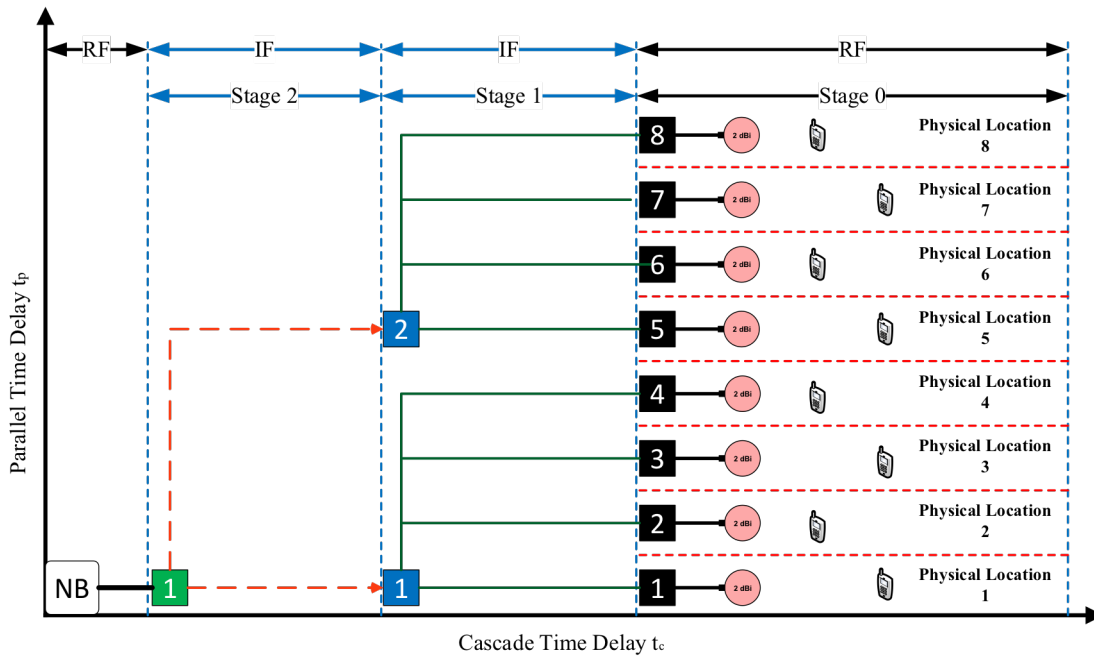 RF
IF
IF
RF
Stage 2
Stage 1
Stage 0
8
2 dBi
Physical Location
8
7
2 dBi
Physical Location
7
6
2 dBi
Physical Location
6
2
5
2 dBi
Physical Location
5
4
2 dBi
Physical Location
4
3
2 dBi
Physical Location
3
2
2 dBi
Physical Location
2
NB
1
1
1
2 dBi
Physical Location
1
Parallel Time Delay tp
Cascade Time Delay tc